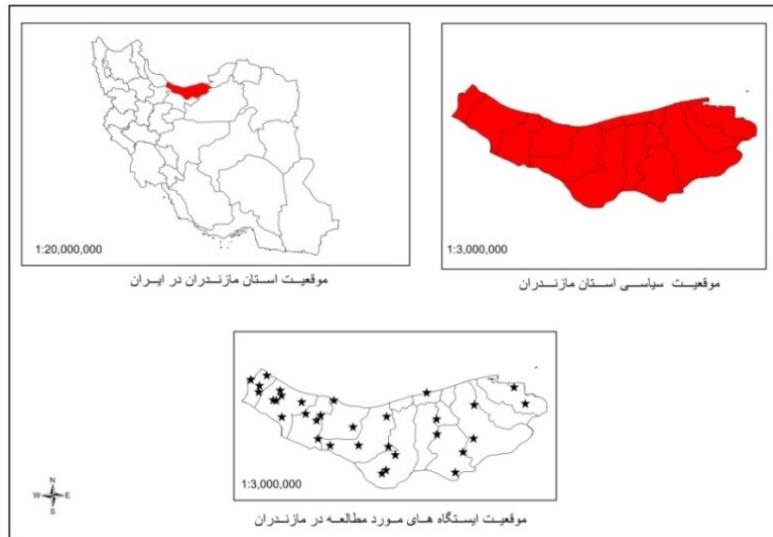 1:20,000,000
موقعیت استان مازندران در ایران
1:3,000,000
موقعیت سیاسی استان مازندران
1:3,000,000
موقعیت ایستگاه های مورد مطالعه در مازندران
N
W E
S